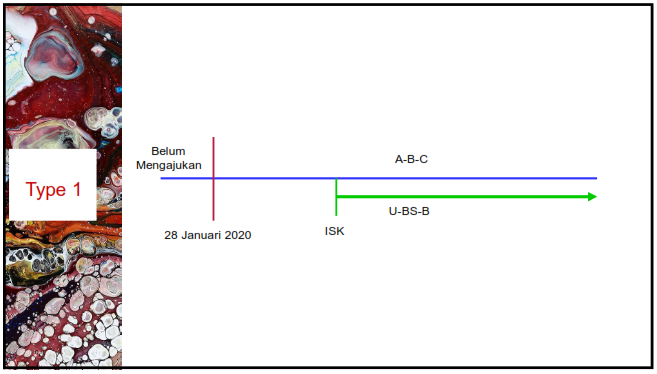 Type 1
Belum
Mengajukan
A-B-C
U-BS-B
28 Januari 2020
ISK